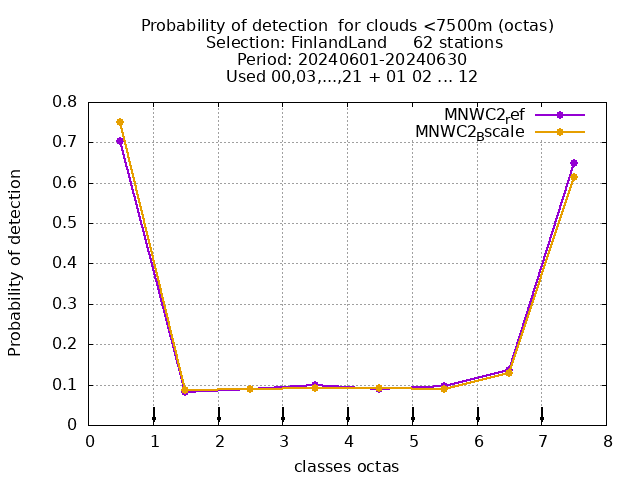 Probability of detection  for clouds <7500m (octas)
Selection: FinlandLand     62 stations
Period: 20240601-20240630
Used 00,03,...,21 + 01 02 ... 12
MNWC2ref
MNWC2Bscale
0.8
0.7
0.6
0.5
0.4
0.3
0.2
0.1
0
Probability of detection
0 1 2 3 4 5 6 7 8
classes octas